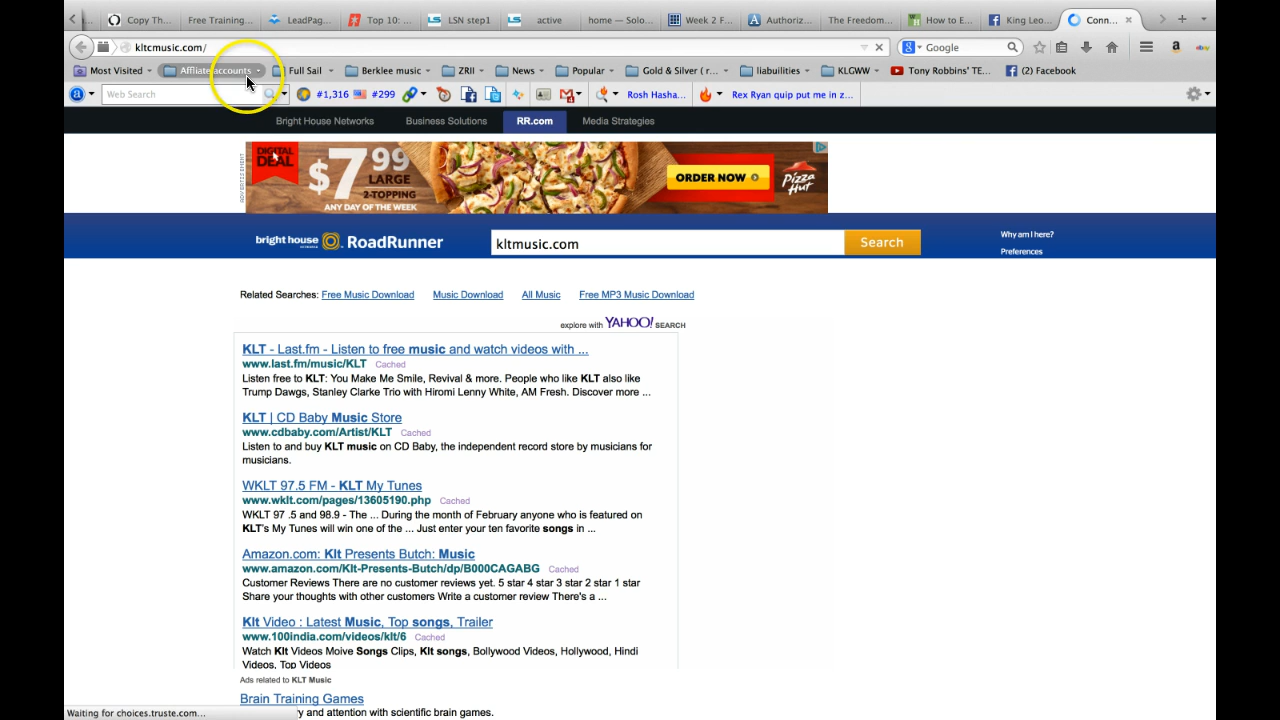 Copy Th... Free Training... LeadPag... Top 10: ... LSN step1 active home — Solo... Week 2 F... Authoriz... The Freedom... How to E... King Leo... Conn...
kltcmusic.com/ Google
Most Visited Affliate accounts Full Sail Berklee music ZRII News Popular Gold & Silver ( r... liabuilities KLGWW Tony Robbins' TE... (2) Facebook
Web Search #1,316 #299 Rosh Hasha... Rex Ryan quip put me in z...
Bright House Networks Business Solutions RR.com Media Strategies
ADVERTISEMENT
DIGITAL
DEAL
$7 99
LARGE
2-TOPPING
ANY DAY OF THE WEEK
ORDER NOW
Pizza
Hut
bright house RoadRunner kltmusic.com Search
Why am I here?
Preferences
Related Searches: Free Music Download Music Download All Music Free MP3 Music Download
explore with YAHOO! SEARCH
KLT - Last.fm - Listen to free music and watch videos with ...
www.last.fm/music/KLT Cached
Listen free to KLT: You Make Me Smile, Revival & more. People who like KLT also like
Trump Dawgs, Stanley Clarke Trio with Hiromi Lenny White, AM Fresh. Discover more ...
KLT | CD Baby Music Store
www.cdbaby.com/Artist/KLT Cached
Listen to and buy KLT music on CD Baby, the independent record store by musicians for
musicians.
WKLT 97.5 FM - KLT My Tunes
www.wklt.com/pages/13605190.php Cached
WKLT 97 .5 and 98.9 - The ... During the month of February anyone who is featured on
KLT's My Tunes will win one of the ... Just enter your ten favorite songs in ...
Amazon.com: Klt Presents Butch: Music
www.amazon.com/Klt-Presents-Butch/dp/B000CAGABG Cached
Customer Reviews There are no customer reviews yet. 5 star 4 star 3 star 2 star 1 star
Share your thoughts with other customers Write a customer review There's a ...
Klt Video : Latest Music, Top songs, Trailer
www.100india.com/videos/klt/6 Cached
Watch Klt Videos Moive Songs Clips, Klt songs, Bollywood Videos, Hollywood, Hindi
Videos, Top Videos
Ads related to KLT Music
Brain Training Games
Waiting for choices.truste.com... ry and attention with scientific brain games.